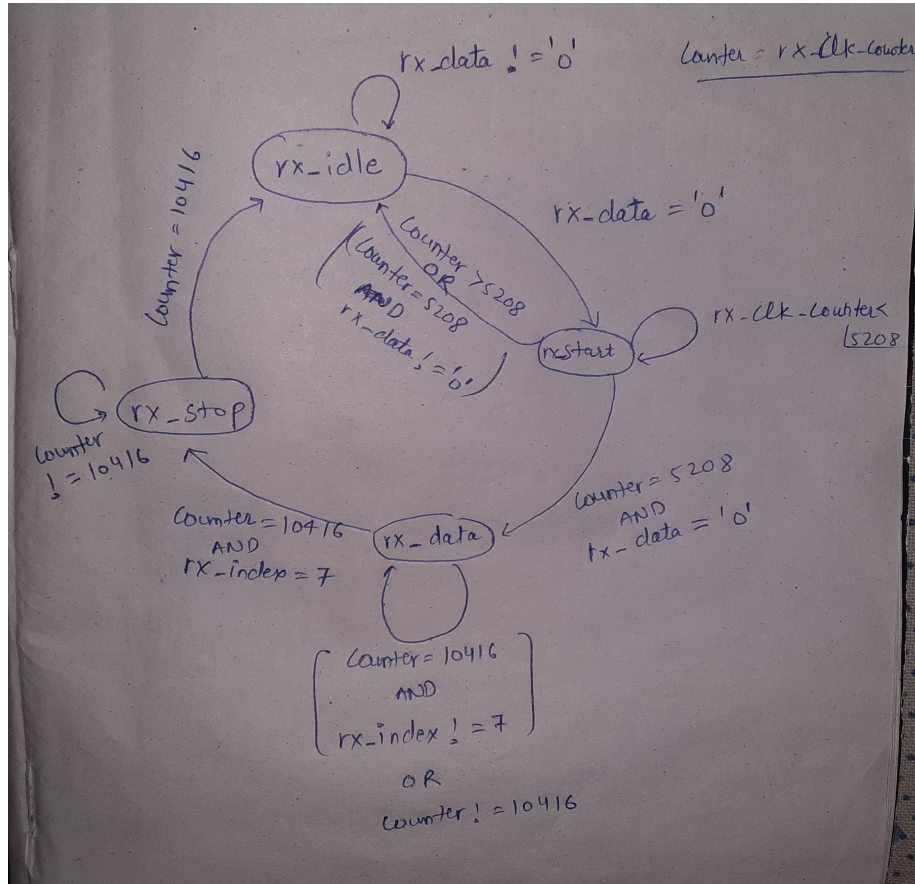 rx_data != '0'
Counter = rx_Clk_Counter
rx_idle
Counter = 10416
rx_data = '0'
Counter > 5208
OR
(Counter = 5208
AND
rx_data != '0')
rx_start
rx_clk_counter<
5208
rx_stop
Counter
!= 10416
Counter = 5208
AND
rx_data = '0'
Counter = 10416
AND
rx_index = 7
rx_data
Counter = 10416
AND
rx_index != 7
OR
Counter != 10416